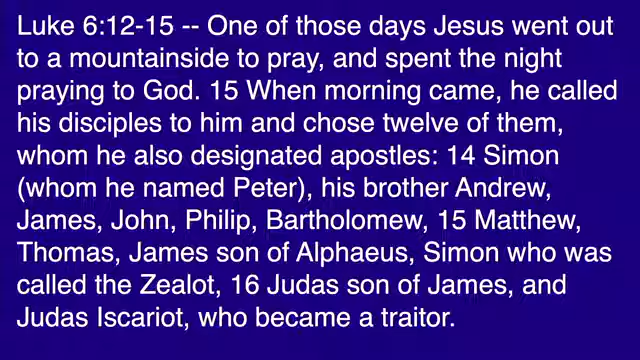 Luke 6:12-15 -- One of those days Jesus went out
to a mountainside to pray, and spent the night
praying to God. 15 When morning came, he called
his disciples to him and chose twelve of them,
whom he also designated apostles: 14 Simon
(whom he named Peter), his brother Andrew,
James, John, Philip, Bartholomew, 15 Matthew,
Thomas, James son of Alphaeus, Simon who was
called the Zealot, 16 Judas son of James, and
Judas Iscariot, who became a traitor.